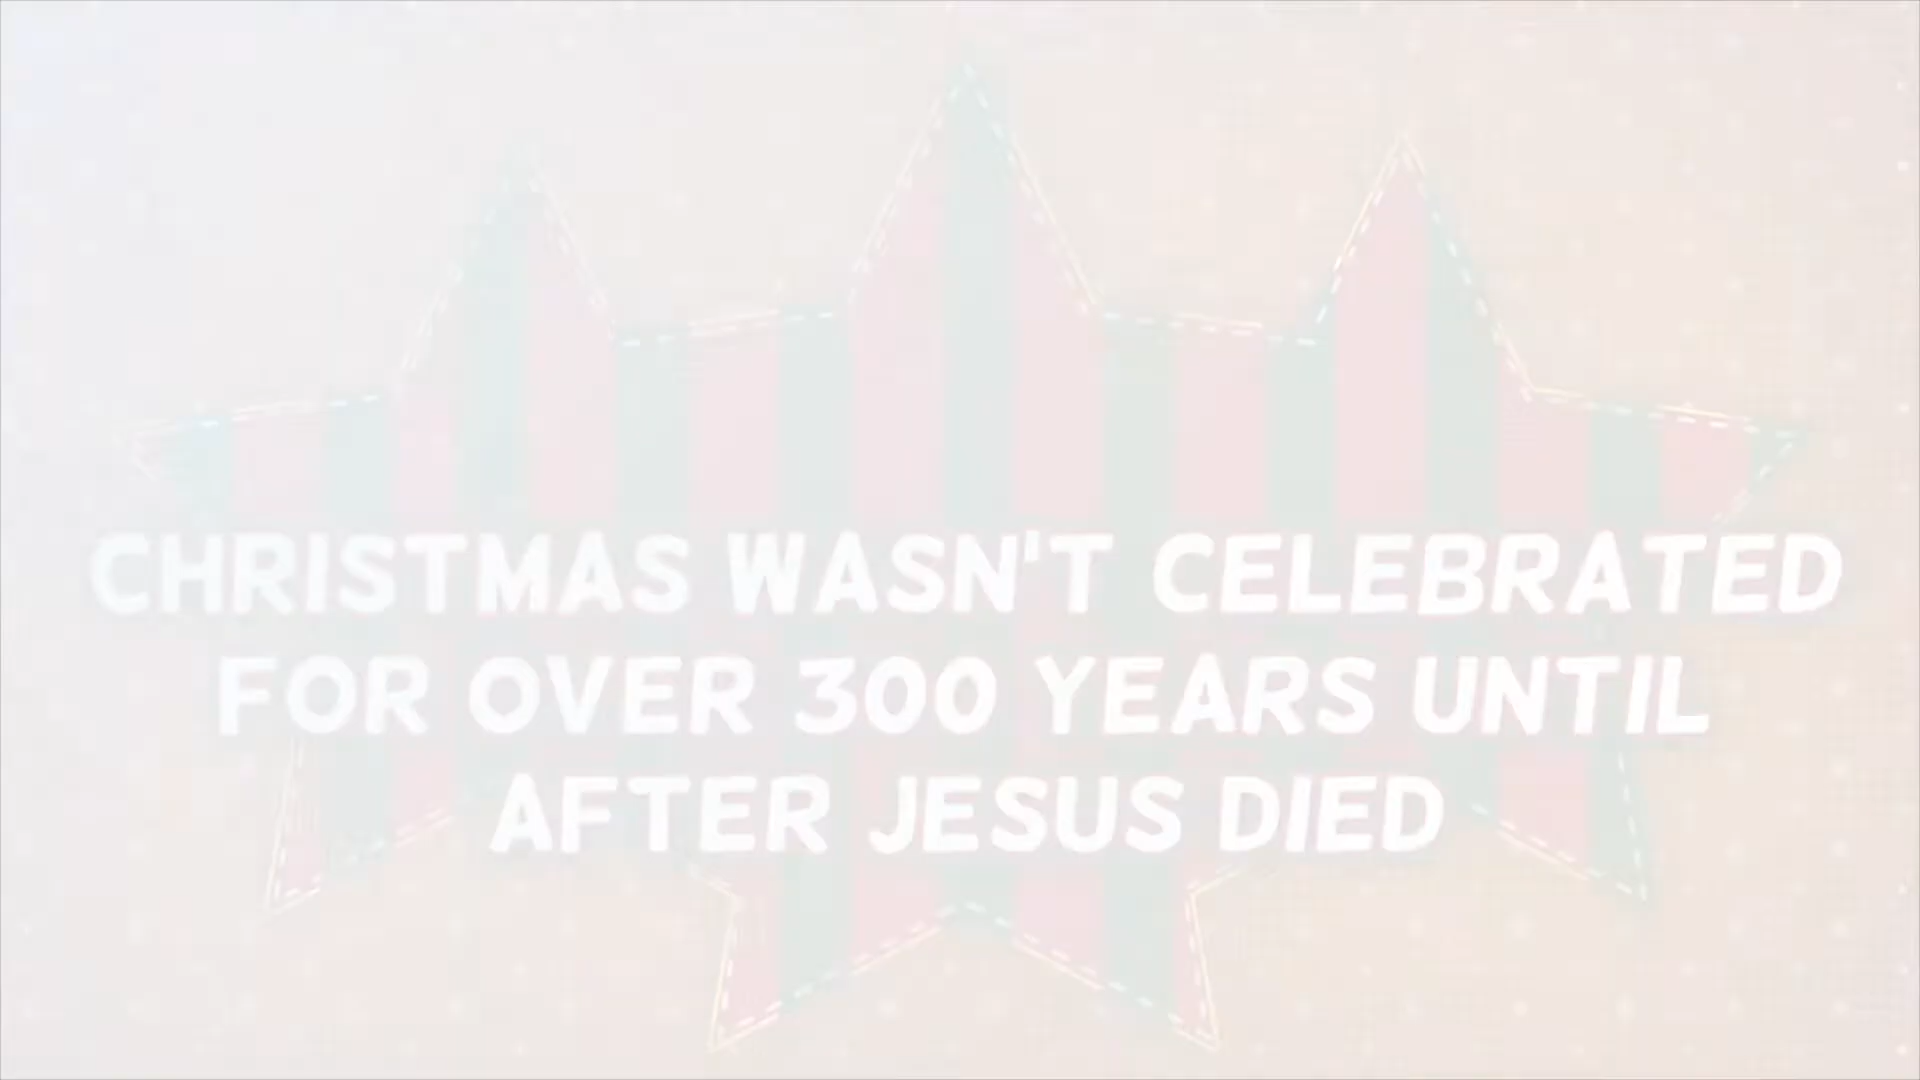 CHRISTMAS WASN'T CELEBRATED
FOR OVER 300 YEARS UNTIL
AFTER JESUS DIED